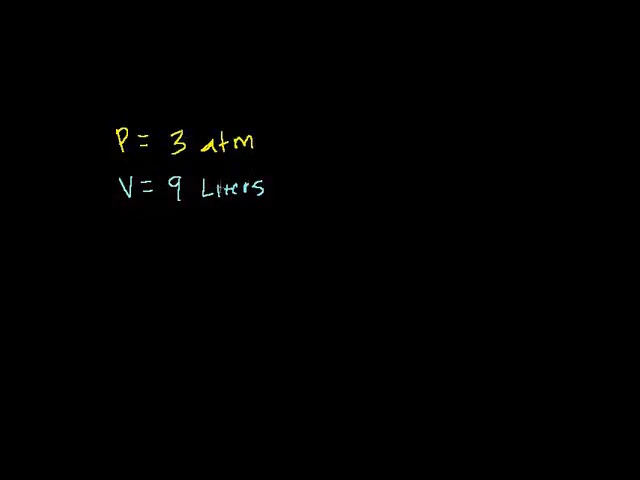 P = 3 atm
V = 9 Liters